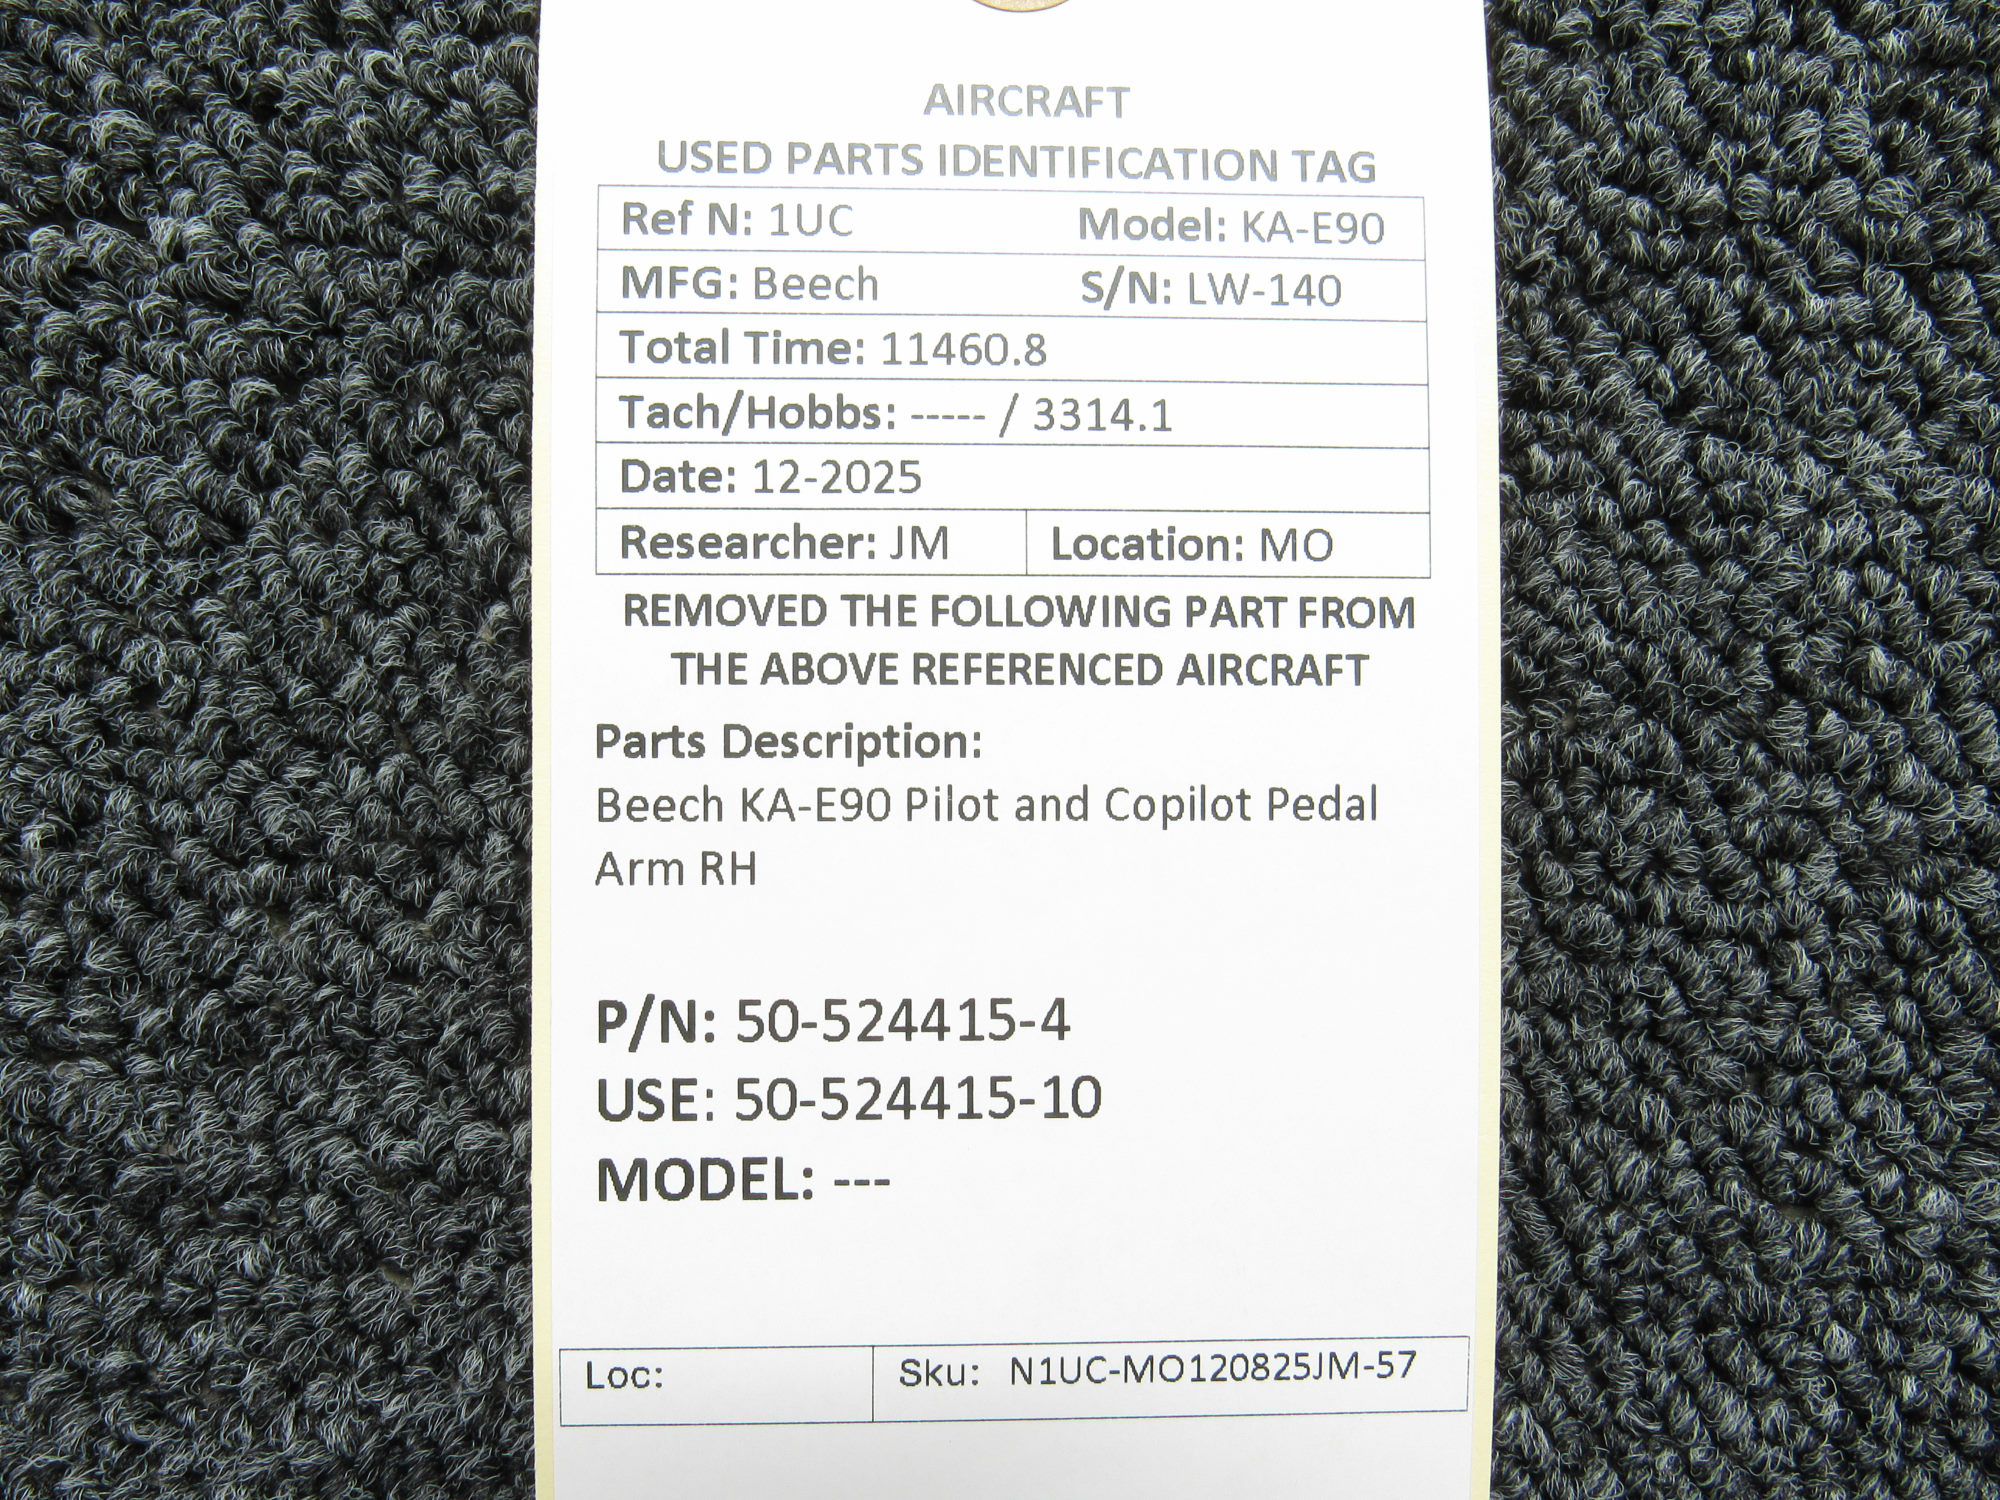 AIRCRAFT
USED PARTS IDENTIFICATION TAG
Ref N: 1UC Model: KA-E90
MFG: Beech S/N: LW-140
Total Time: 11460.8
Tach/Hobbs: ----- / 3314.1
Date: 12-2025
Researcher: JM Location: MO
REMOVED THE FOLLOWING PART FROM
THE ABOVE REFERENCED AIRCRAFT
Parts Description:
Beech KA-E90 Pilot and Copilot Pedal
Arm RH
P/N: 50-524415-4
USE: 50-524415-10
MODEL: ---
Loc: Sku: N1UC-MO120825JM-57